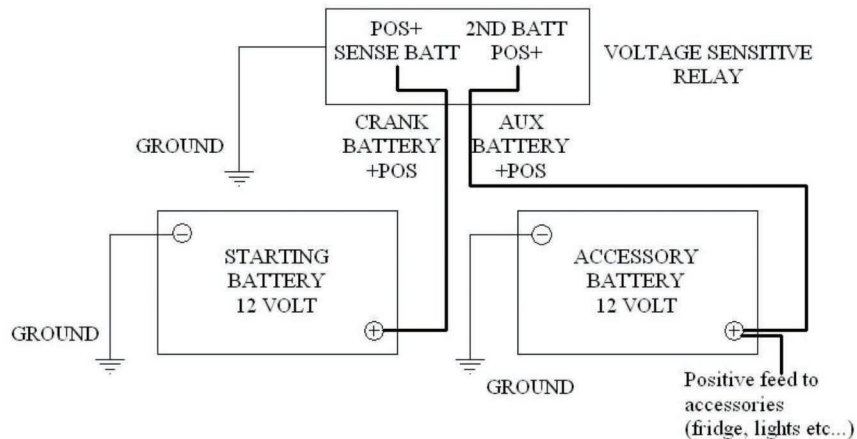 POS+
SENSE BATT
2ND BATT
POS+
VOLTAGE SENSITIVE
RELAY
GROUND
CRANK
BATTERY
+POS
AUX
BATTERY
+POS
STARTING
BATTERY
12 VOLT
GROUND
ACCESSORY
BATTERY
12 VOLT
GROUND
Positive feed to
accessories
(fridge, lights etc...)